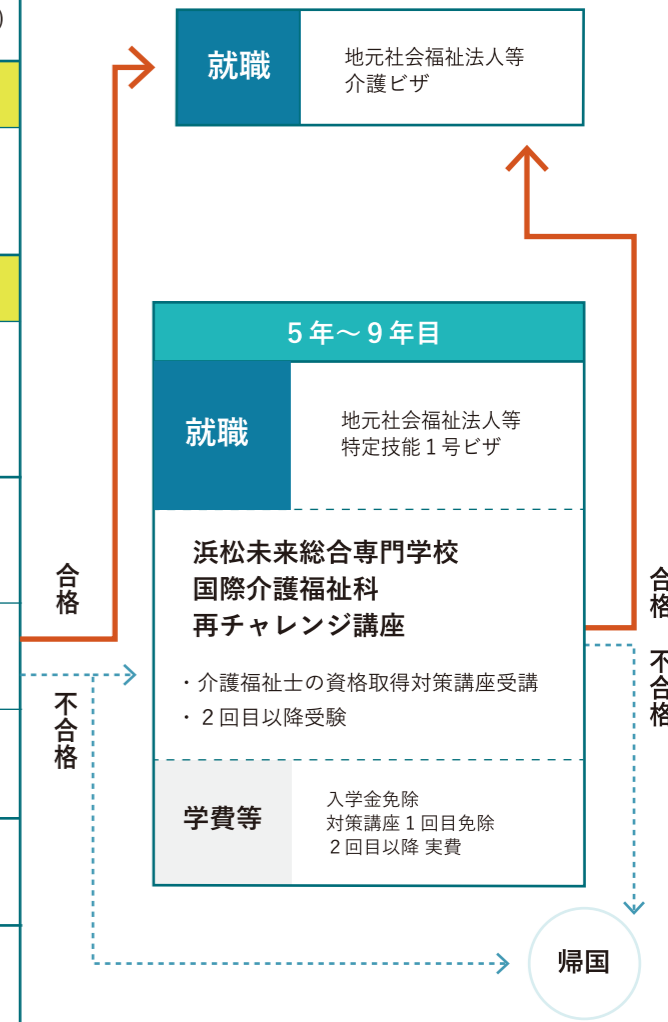 )
就職
地元社会福祉法人等
介護ビザ
5年〜9年目
就職
地元社会福祉法人等
特定技能1号ビザ
浜松未来総合専門学校
国際介護福祉科
再チャレンジ講座
・介護福祉士の資格取得対策講座受講
・2回目以降受験
学費等
入学金免除
対策講座1回目免除
2回目以降 実費
合格
不合格
合格
不合格
帰国